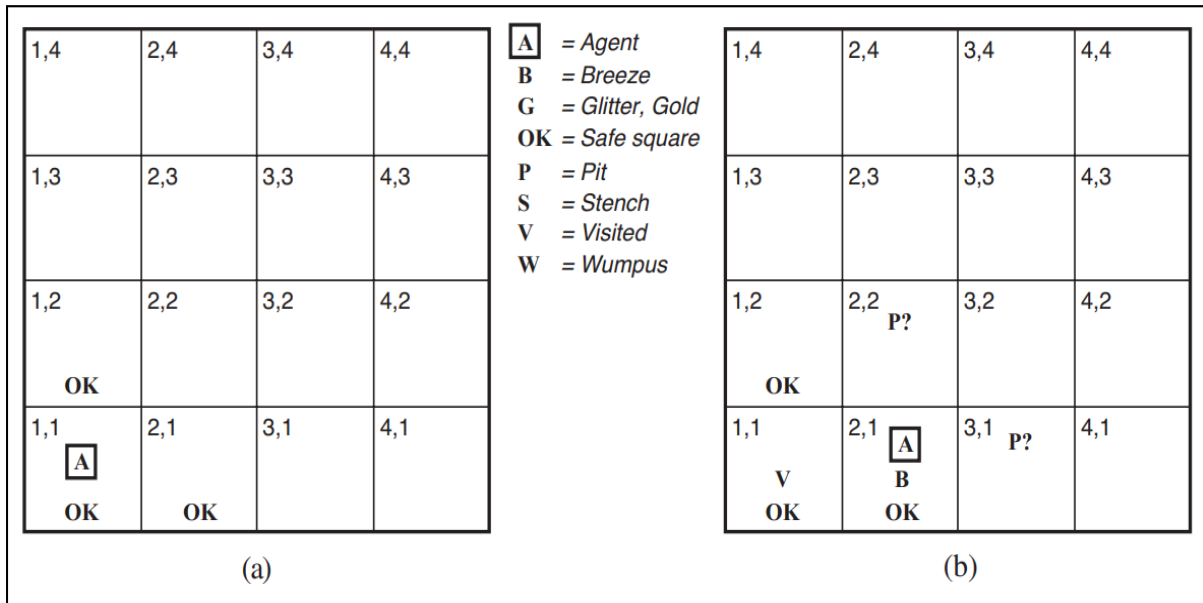 1,4 2,4 3,4 4,4
1,3 2,3 3,3 4,3
1,2 2,2 3,2 4,2
OK
1,1 2,1 3,1 4,1
A
OK OK
(a)
A = Agent
B = Breeze
G = Glitter, Gold
OK = Safe square
P = Pit
S = Stench
V = Visited
W = Wumpus
1,4 2,4 3,4 4,4
1,3 2,3 3,3 4,3
1,2 2,2 3,2 4,2
P?
OK
1,1 2,1 A 3,1 P? 4,1
V B
OK OK
(b)